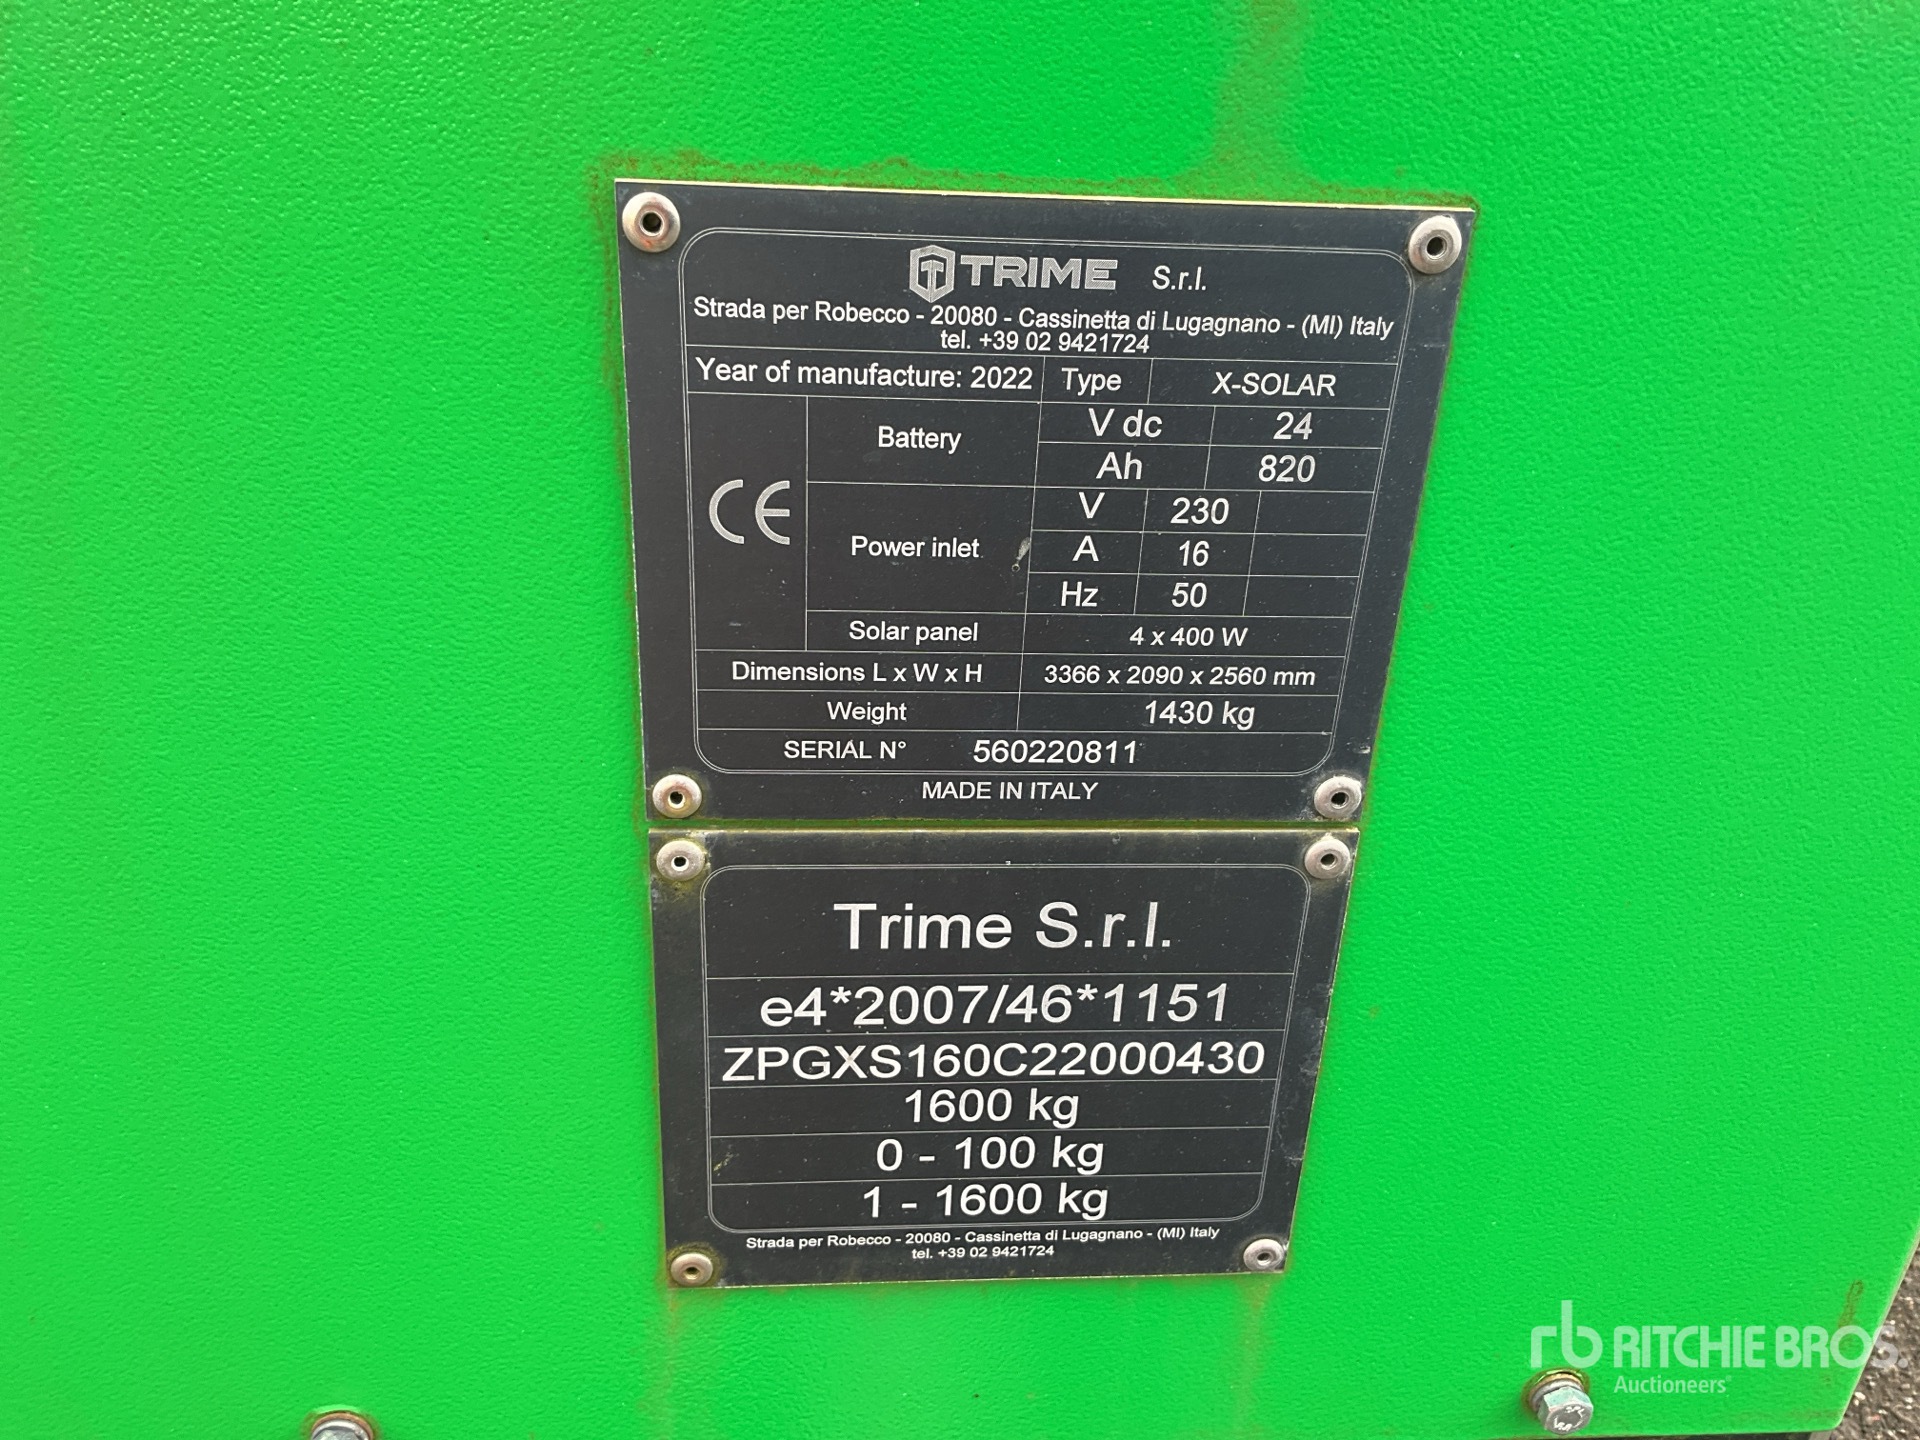 TRIME S.r.l.
Strada per Robecco - 20080 - Cassinetta di Lugagnano - (MI) Italy
tel. +39 02 9421724
Year of manufacture: 2022 Type X-SOLAR
CE
Battery V dc 24
Ah 820
Power inlet V 230
A 16
Hz 50
Solar panel 4 x 400 W
Dimensions L x W x H 3366 x 2090 x 2560 mm
Weight 1430 kg
SERIAL N° 560220811
MADE IN ITALY
Trime S.r.l.
e4*2007/46*1151
ZPGXS160C22000430
1600 kg
0 - 100 kg
1 - 1600 kg
Strada per Robecco - 20080 - Cassinetta di Lugagnano - (MI) Italy
tel. +39 02 9421724
rb RITCHIE BROS.
Auctioneers